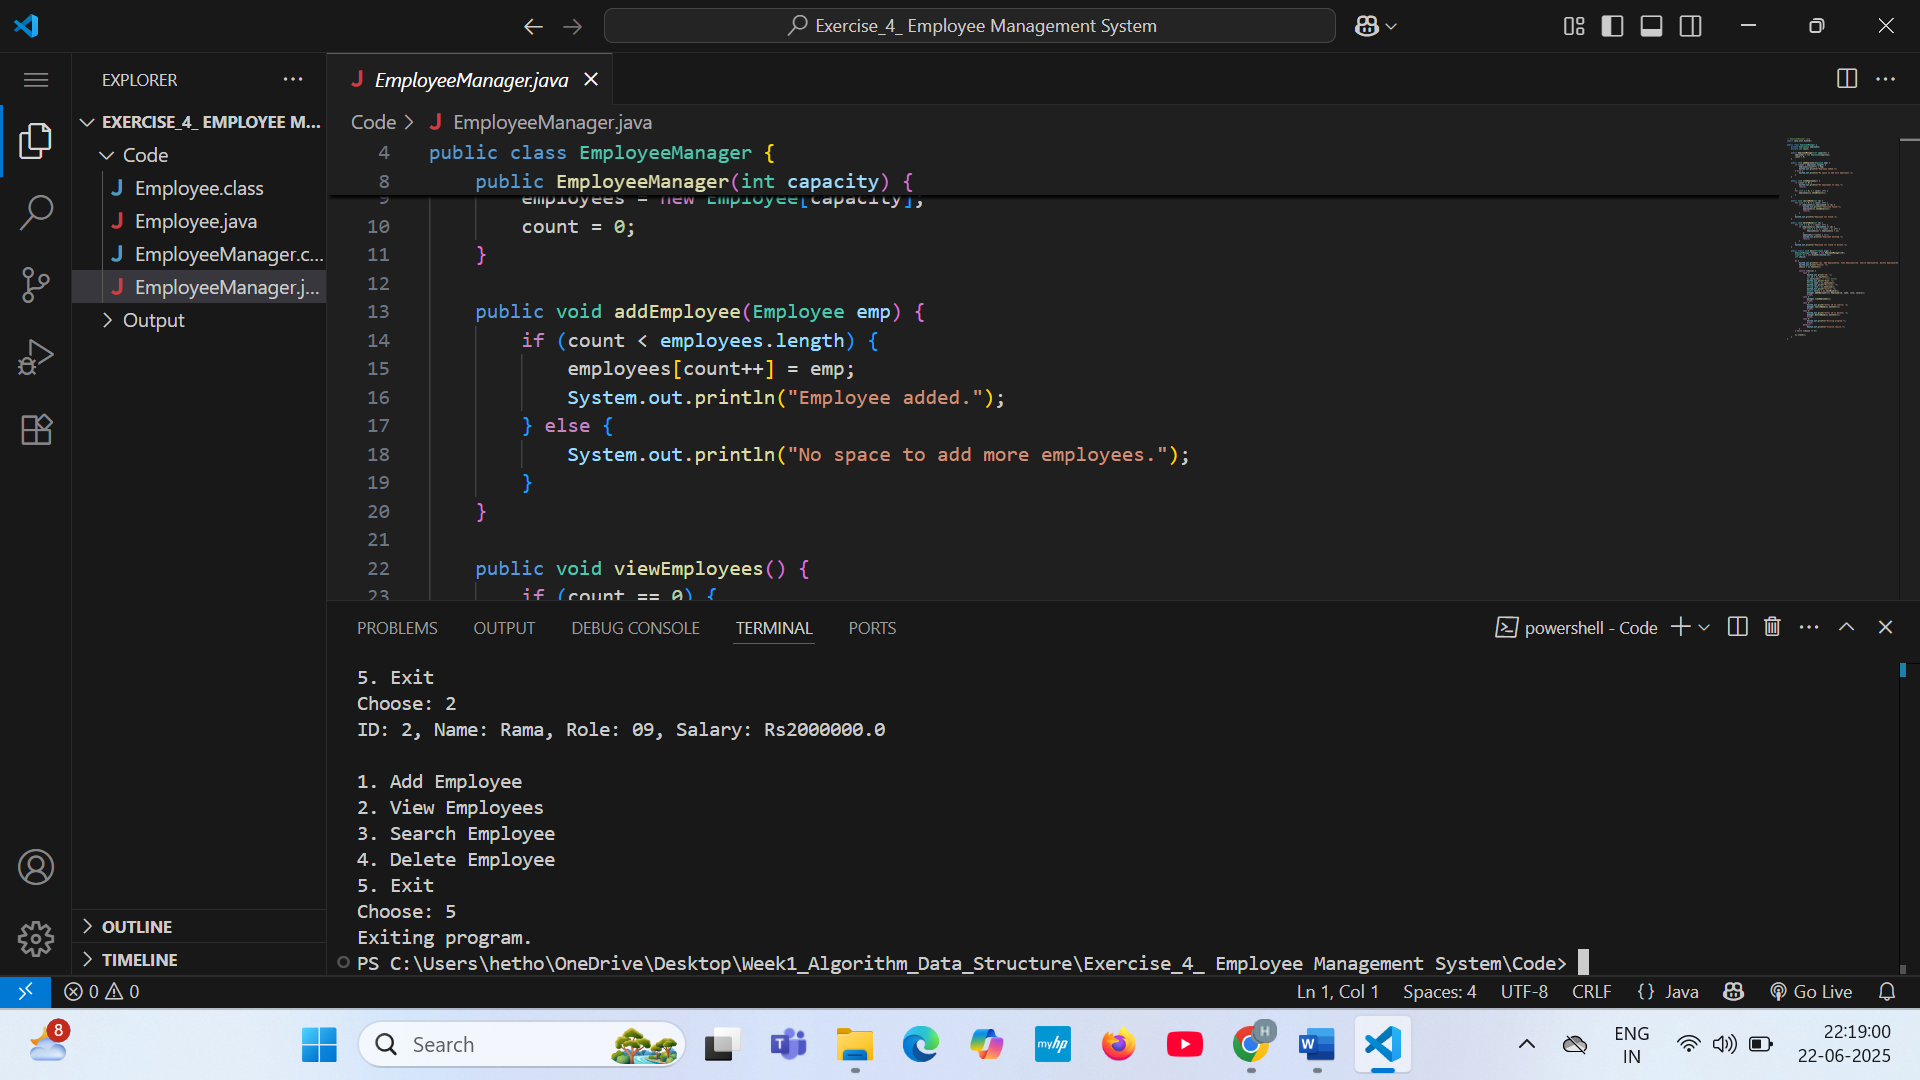 Exercise_4_ Employee Management System
EXPLORER
EmployeeManager.java
EXERCISE_4_ EMPLOYEE M...
Code
Employee.class
Employee.java
EmployeeManager.c...
EmployeeManager.j...
Output
OUTLINE
TIMELINE
Code > EmployeeManager.java
4 public class EmployeeManager {
8 public EmployeeManager(int capacity) {
9 employees = new Employee[capacity];
10 count = 0;
11 }
12
13 public void addEmployee(Employee emp) {
14 if (count < employees.length) {
15 employees[count++] = emp;
16 System.out.println("Employee added.");
17 } else {
18 System.out.println("No space to add more employees.");
19 }
20 }
21
22 public void viewEmployees() {
23 if (count == 0) {
PROBLEMS OUTPUT DEBUG CONSOLE TERMINAL PORTS
powershell - Code
5. Exit
Choose: 2
ID: 2, Name: Rama, Role: 09, Salary: Rs2000000.0
1. Add Employee
2. View Employees
3. Search Employee
4. Delete Employee
5. Exit
Choose: 5
Exiting program.
PS C:\Users\hetho\OneDrive\Desktop\Week1_Algorithm_Data_Structure\Exercise_4_ Employee Management System\Code>
0 0 Ln 1, Col 1 Spaces: 4 UTF-8 CRLF {} Java Go Live
8
Search
myhp
H
ENG
IN
22:19:00
22-06-2025